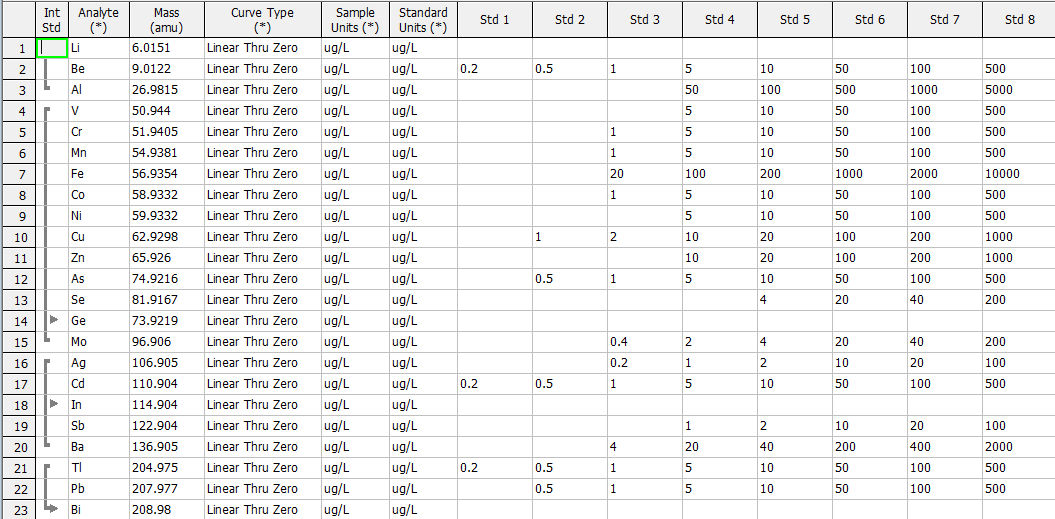 Int Std Analyte (*) Mass (amu) Curve Type (*) Sample Units (*) Standard Units (*) Std 1 Std 2 Std 3 Std 4 Std 5 Std 6 Std 7 Std 8
1 Li 6.0151 Linear Thru Zero ug/L ug/L
2 Be 9.0122 Linear Thru Zero ug/L ug/L 0.2 0.5 1 5 10 50 100 500
3 Al 26.9815 Linear Thru Zero ug/L ug/L 50 100 500 1000 5000
4 V 50.944 Linear Thru Zero ug/L ug/L 5 10 50 100 500
5 Cr 51.9405 Linear Thru Zero ug/L ug/L 1 5 10 50 100 500
6 Mn 54.9381 Linear Thru Zero ug/L ug/L 1 5 10 50 100 500
7 Fe 56.9354 Linear Thru Zero ug/L ug/L 20 100 200 1000 2000 10000
8 Co 58.9332 Linear Thru Zero ug/L ug/L 1 5 10 50 100 500
9 Ni 59.9332 Linear Thru Zero ug/L ug/L 5 10 50 100 500
10 Cu 62.9298 Linear Thru Zero ug/L ug/L 1 2 10 20 100 200 1000
11 Zn 65.926 Linear Thru Zero ug/L ug/L 10 20 100 200 1000
12 As 74.9216 Linear Thru Zero ug/L ug/L 0.5 1 5 10 50 100 500
13 Se 81.9167 Linear Thru Zero ug/L ug/L 4 20 40 200
14 Ge 73.9219 Linear Thru Zero ug/L ug/L
15 Mo 96.906 Linear Thru Zero ug/L ug/L 0.4 2 4 20 40 200
16 Ag 106.905 Linear Thru Zero ug/L ug/L 0.2 1 2 10 20 100
17 Cd 110.904 Linear Thru Zero ug/L ug/L 0.2 0.5 1 5 10 50 100 500
18 In 114.904 Linear Thru Zero ug/L ug/L
19 Sb 122.904 Linear Thru Zero ug/L ug/L 1 2 10 20 100
20 Ba 136.905 Linear Thru Zero ug/L ug/L 4 20 40 200 400 2000
21 Tl 204.975 Linear Thru Zero ug/L ug/L 0.2 0.5 1 5 10 50 100 500
22 Pb 207.977 Linear Thru Zero ug/L ug/L 0.5 1 5 10 50 100 500
23 Bi 208.98 Linear Thru Zero ug/L ug/L